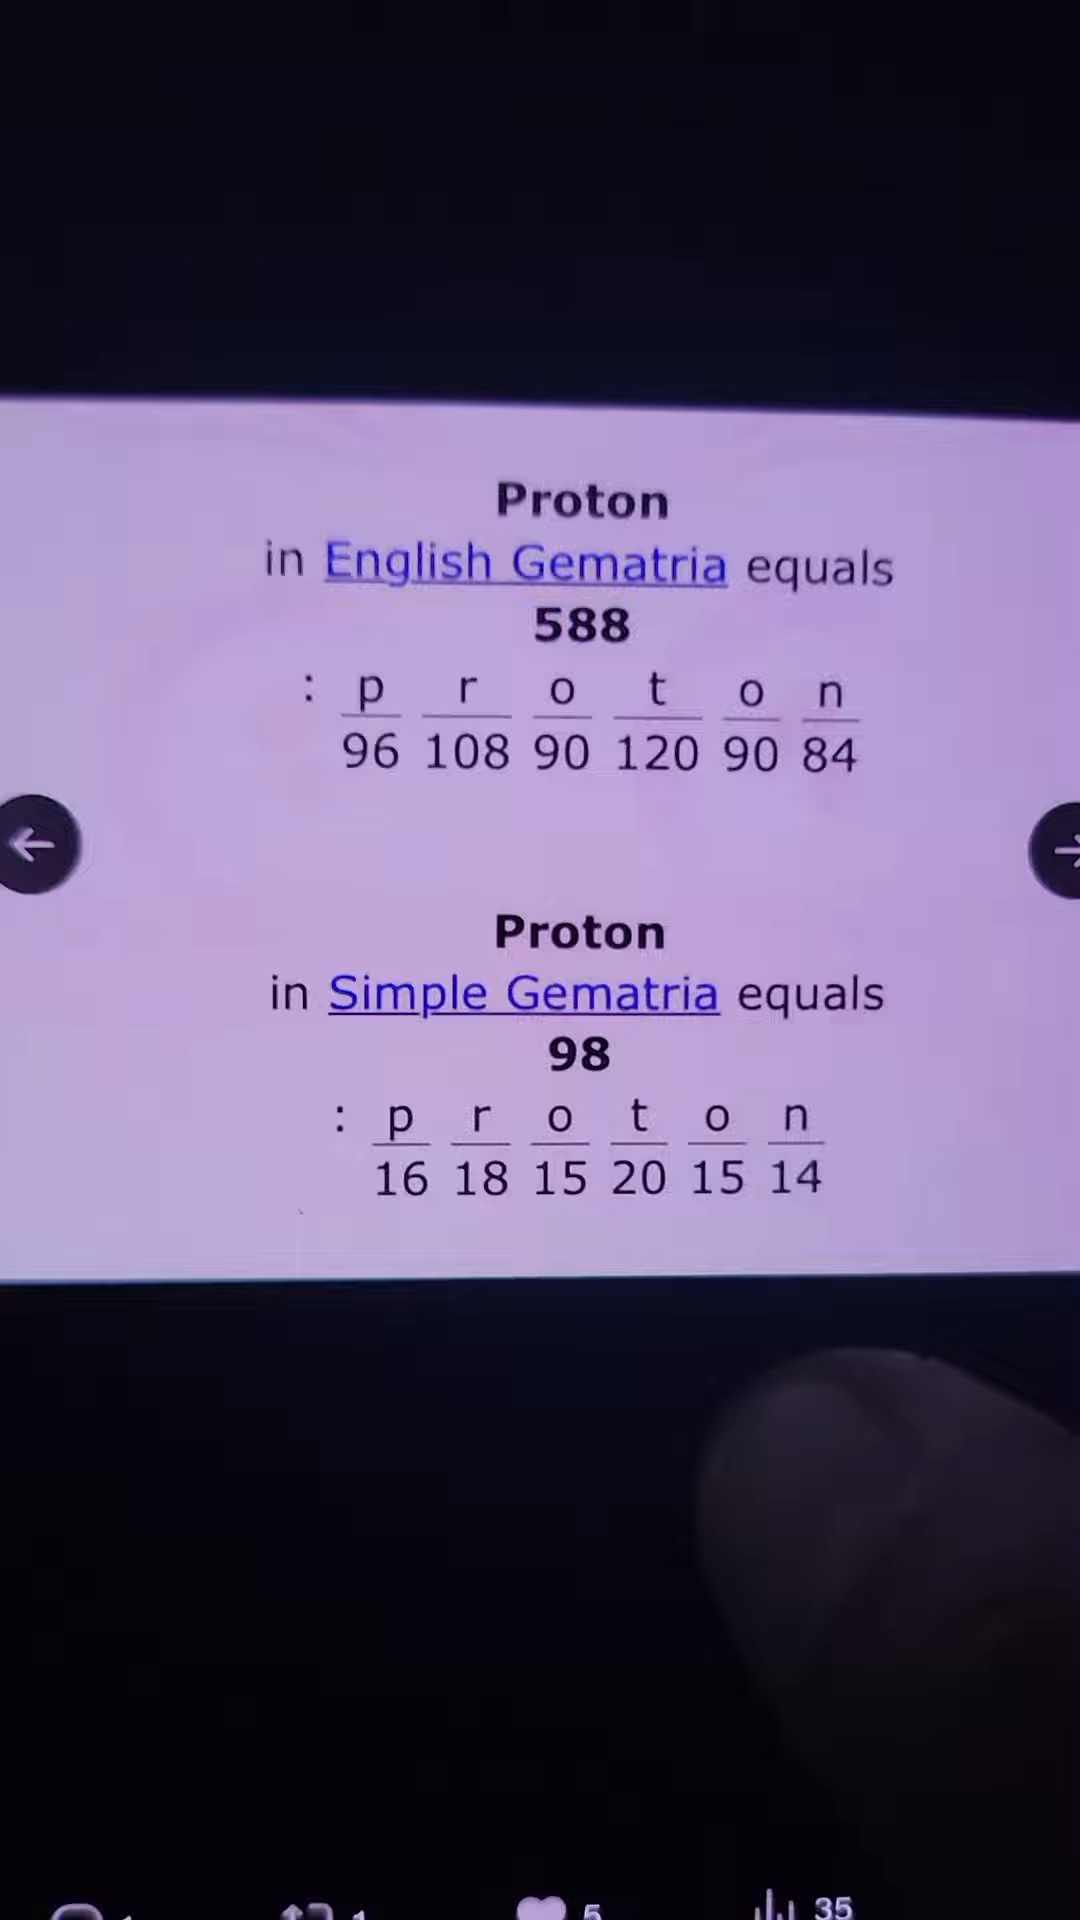 Proton
in English Gematria equals
588
: p r o t o n
96 108 90 120 90 84
Proton
in Simple Gematria equals
98
: p r o t o n
16 18 15 20 15 14
5 35